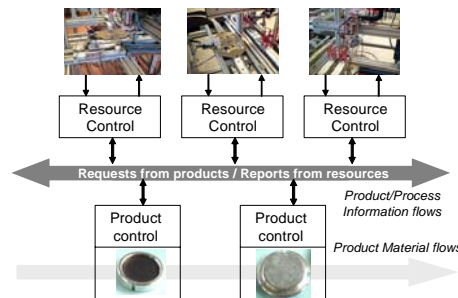 Resource
Control
Resource
Control
Resource
Control
Requests from products / Reports from resources
Product/Process
Information flows
Product
control
Product
control
Product Material flows